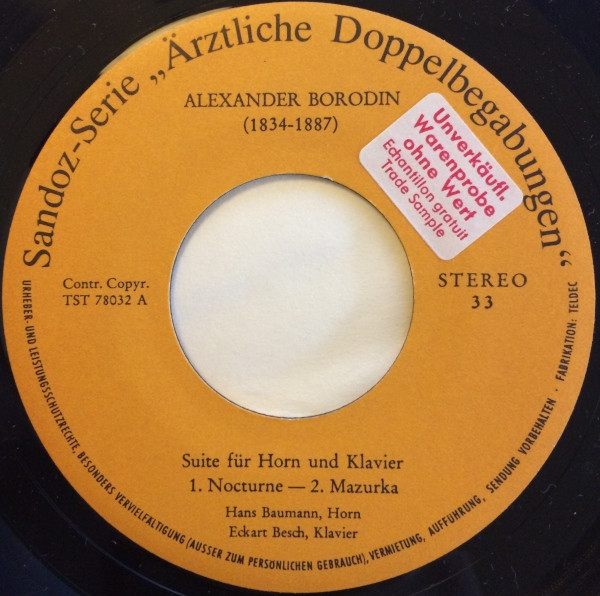 Sandoz-Serie „Ärztliche Doppelbegabungen“
ALEXANDER BORODIN
(1834-1887)
Unverkäufl.
Warenprobe
ohne Wert
Echantillon gratuit
Trade Sample
Contr. Copyr.
TST 78032 A
STEREO
33
Suite für Horn und Klavier
1. Nocturne — 2. Mazurka
Hans Baumann, Horn
Eckart Besch, Klavier
URHEBER- UND LEISTUNGSSCHUTZRECHTE, BESONDERS VERVIELFÄLTIGUNG (AUSSER ZUM PERSONLICHEN GEBRAUCH), VERMIETUNG, AUFFUHRUNG, SENDUNG VORBEHALTEN · FABRIKATION: TELDEC